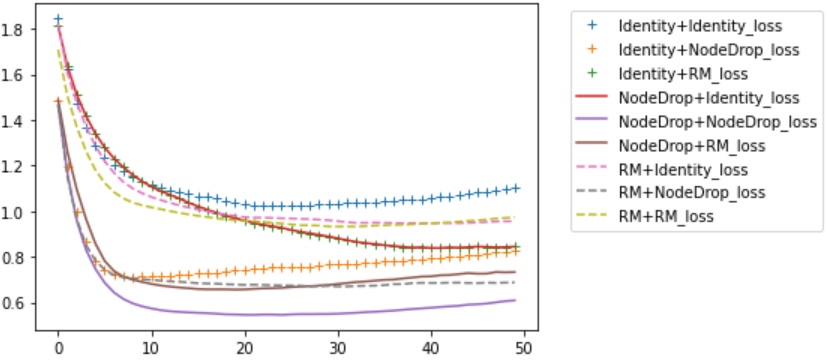 1.8
1.6
1.4
1.2
1.0
0.8
0.6
0 10 20 30 40 50
Identity+Identity_loss
Identity+NodeDrop_loss
Identity+RM_loss
NodeDrop+Identity_loss
NodeDrop+NodeDrop_loss
NodeDrop+RM_loss
RM+Identity_loss
RM+NodeDrop_loss
RM+RM_loss